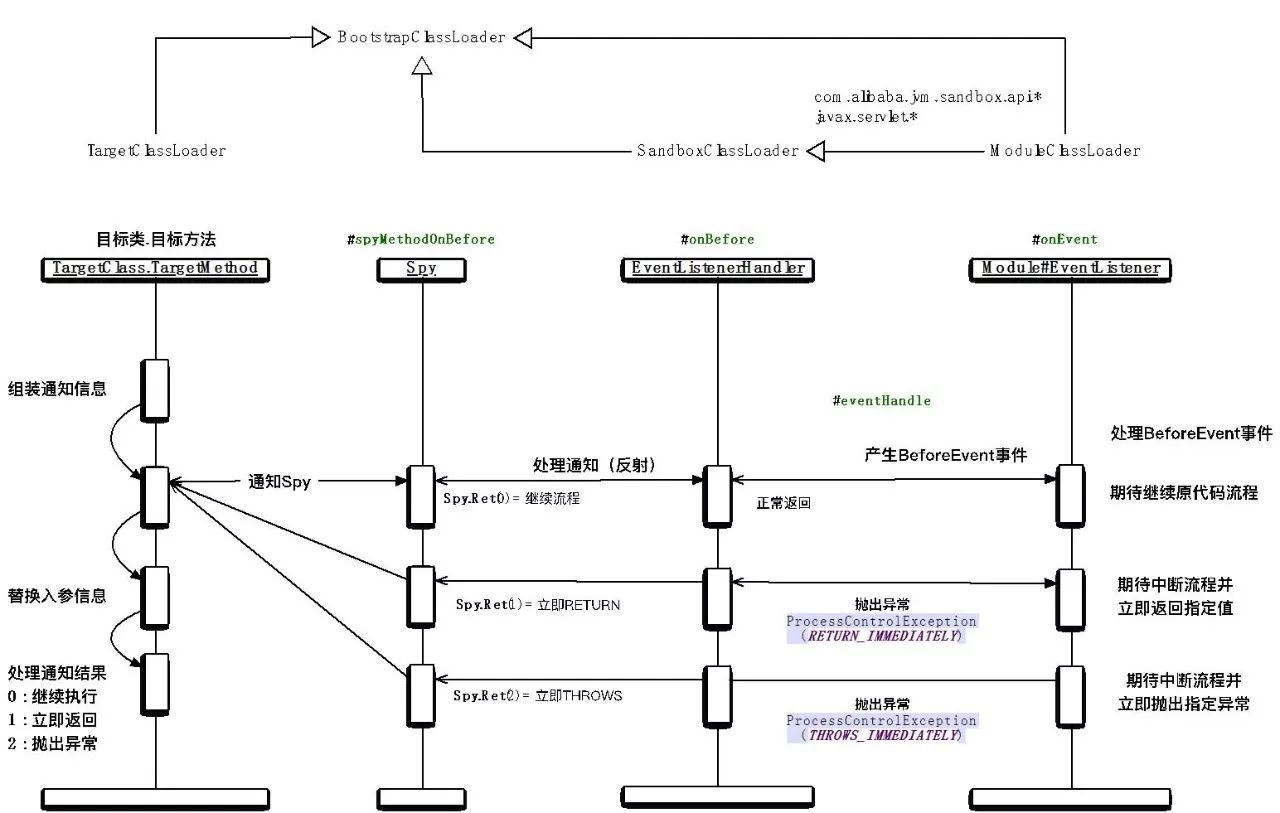 BootstrapClassLoader
com.alibaba.jvm.sandbox.api*
javax.servlet.*
TargetClassLoader
SandboxClassLoader
ModuleClassLoader
目标类.目标方法
#spyMethodOnBefore
#onBefore
#onEvent
TargetClass.TargetMethod
Spy
EventListenerHandler
Module#EventListener
组装通知信息
#eventHandle
处理BeforeEvent事件
通知Spy
处理通知（反射）
产生BeforeEvent事件
Spy.Ret(0)= 继续流程
正常返回
期待继续原代码流程
替换入参信息
Spy.Ret(1)= 立即RETURN
抛出异常
ProcessControlException
(RETURN_IMMEDIATELY)
期待中断流程并
立即返回指定值
处理通知结果
0：继续执行
1：立即返回
2：抛出异常
Spy.Ret(2)= 立即THROWS
抛出异常
ProcessControlException
(THROWS_IMMEDIATELY)
期待中断流程并
立即抛出指定异常